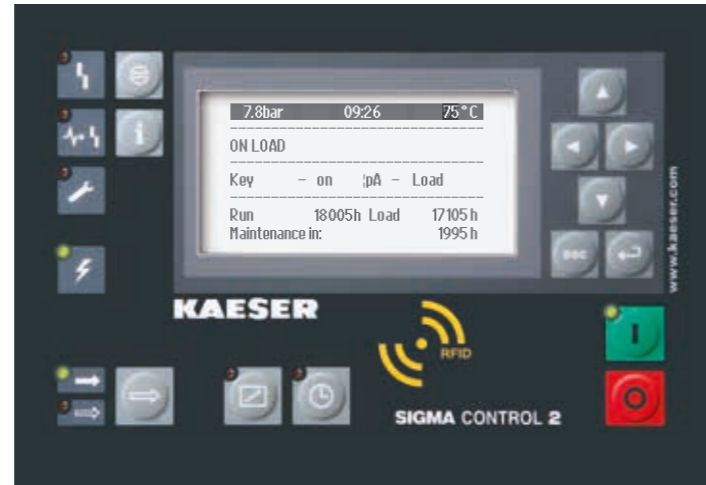 7.8bar 09:26 75°C
ON LOAD
Key - on ¦pA - Load
Run 18005h Load 17105h
Maintenance in: 1995h
esc
www.kaeser.com
KAESER
RFID
I
SIGMA CONTROL 2